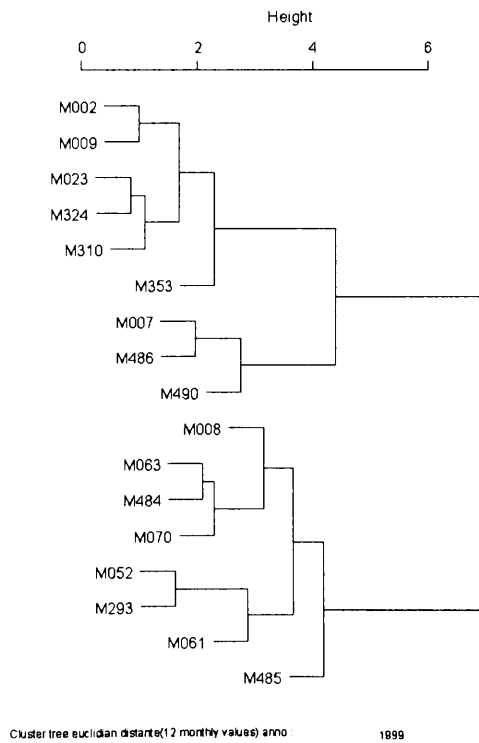 Height
0 2 4 6
M002
M009
M023
M324
M310
M353
M007
M486
M490
M008
M063
M484
M070
M052
M293
M061
M485
Cluster tree euclidian distante(12 monthly values) anno : 1999